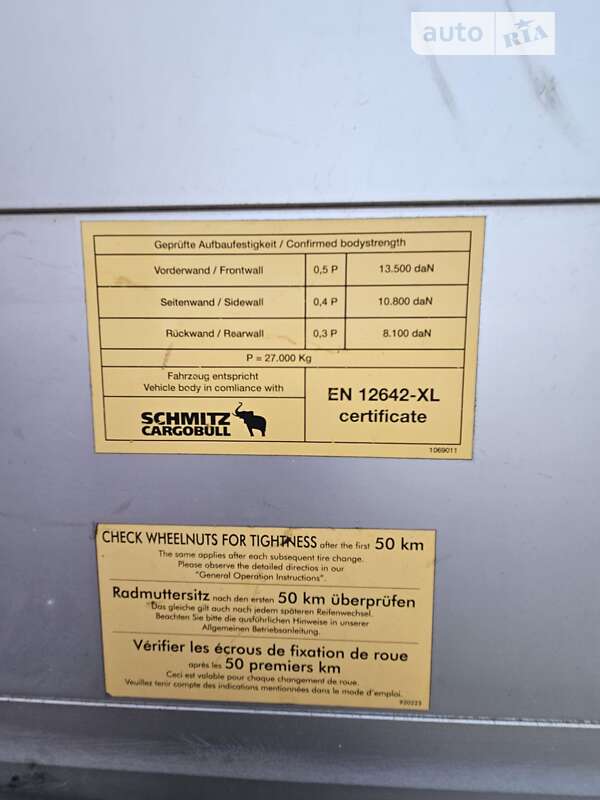 auto RIA
Geprüfte Aufbaufestigkeit / Confirmed bodystrength
Vorderwand / Frontwall 0,5 P 13.500 daN
Seitenwand / Sidewall 0,4 P 10.800 daN
Rückwand / Rearwall 0,3 P 8.100 daN
P = 27.000 Kg
Fahrzeug entspricht
Vehicle body in comliance with
SCHMITZ
CARGOBULL
EN 12642-XL
certificate
1069011
CHECK WHEELNUTS FOR TIGHTNESS after the first 50 km
The same applies after each subsequent tire change.
Please observe the detailed directios in our
"General Operation Instructions".
Radmuttersitz nach den ersten 50 km überprüfen
Das gleiche gilt auch nach jedem späteren Reifenwechsel.
Beachten Sie bitte die ausführlichen Hinweise in unserer
Allgemeinen Betriebsanleitung.
Vérifier les écrous de fixation de roue
après les 50 premiers km
Ceci est valable pour chaque changement de roue.
Veuillez tenir compte des indications mentionnées dans le mode d'emploi.
920223